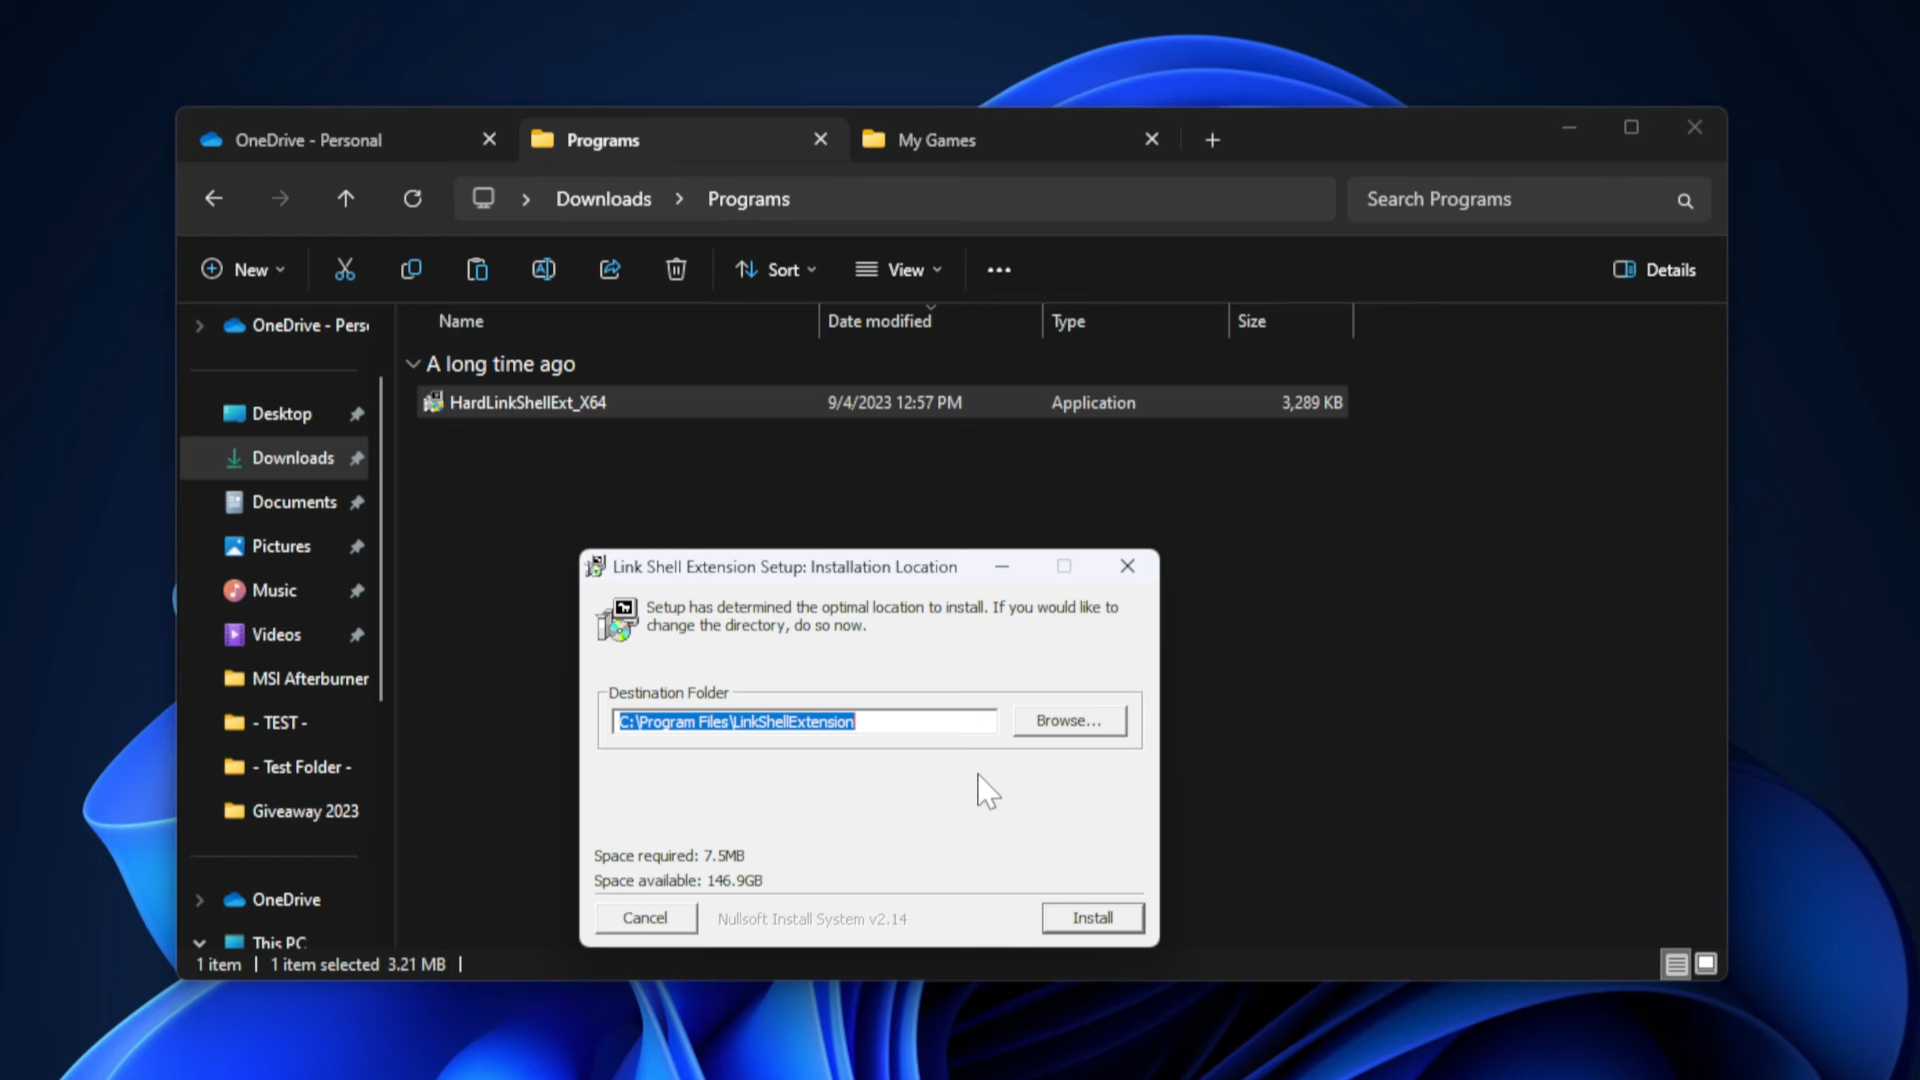 OneDrive - Personal
Programs
My Games
Downloads
Programs
Search Programs
New
Sort
View
Details
OneDrive - Pers
Name
Date modified
Type
Size
A long time ago
HardLinkShellExt_X64
9/4/2023 12:57 PM
Application
3,289 KB
Desktop
Downloads
Documents
Pictures
Music
Videos
MSI Afterburner
- TEST -
- Test Folder -
Giveaway 2023
OneDrive
This PC
1 item
1 item selected 3.21 MB
Link Shell Extension Setup: Installation Location
Setup has determined the optimal location to install. If you would like to
change the directory, do so now.
Destination Folder
C:\Program Files\LinkShellExtension
Browse...
Space required: 7.5MB
Space available: 146.9GB
Cancel
Nullsoft Install System v2.14
Install